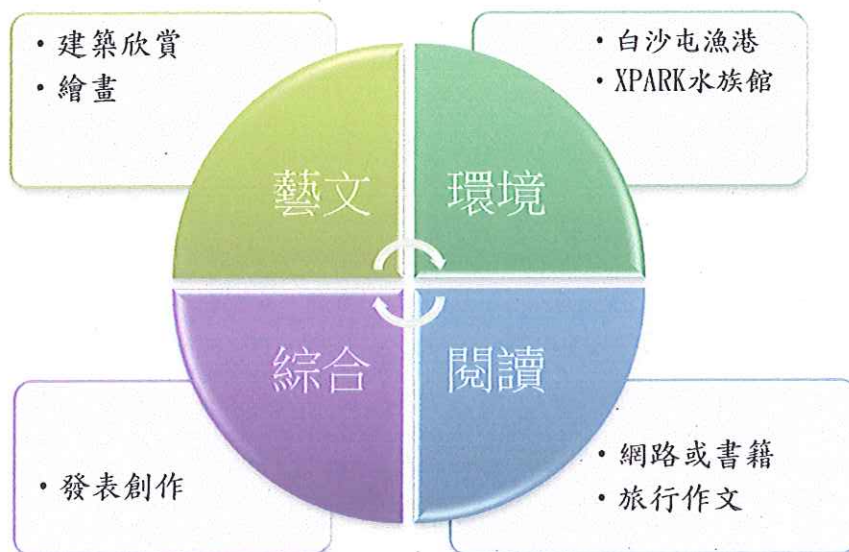 ・建築欣賞
・繪畫
・白沙屯漁港
・XPARK水族館
藝文
環境
綜合
閱讀
・發表創作
・網路或書籍
・旅行作文